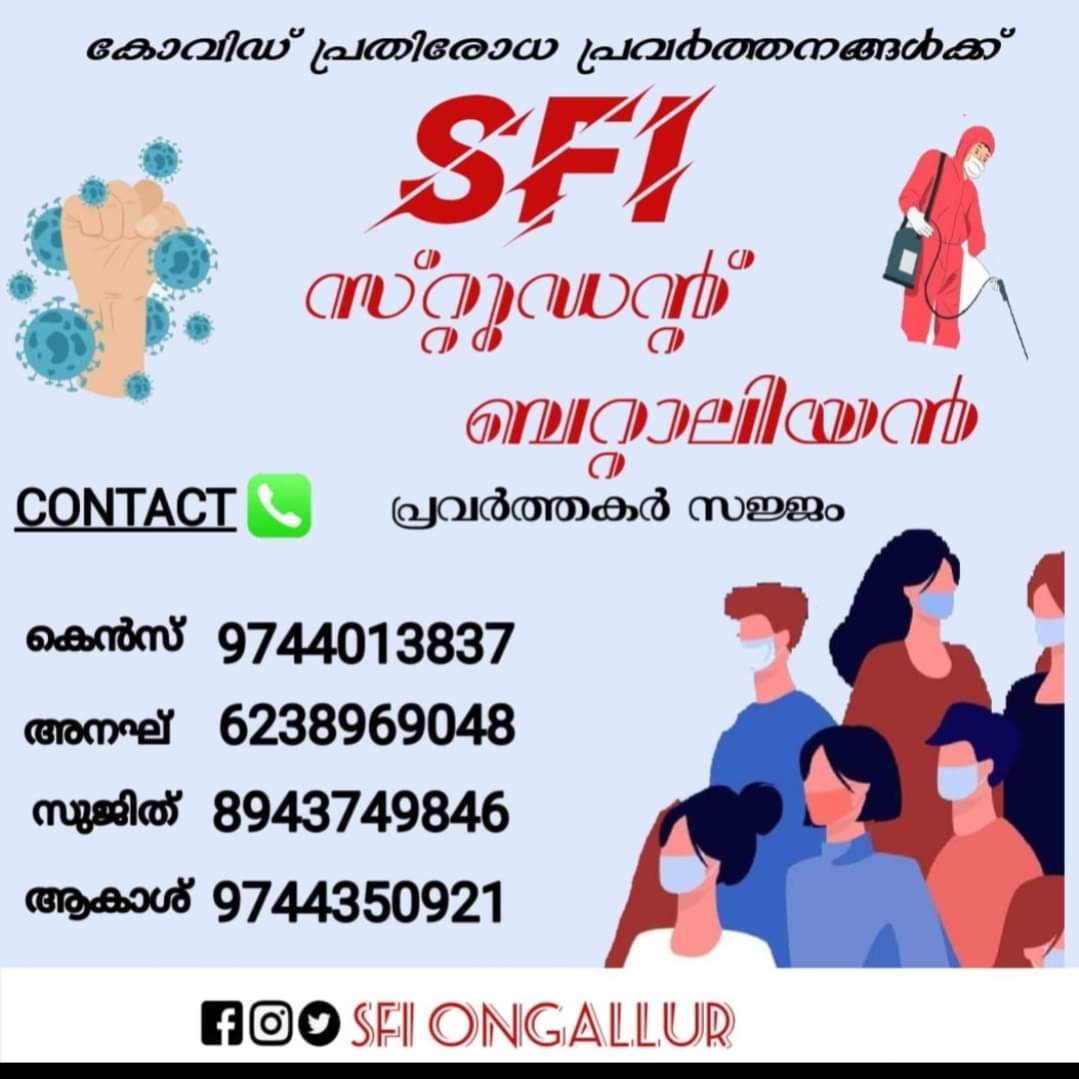 കോവിഡ് പ്രതിരോധ പ്രവർത്തനങ്ങൾക്ക്
SFI
സ്റ്റുഡന്റ്
ബറ്റാലിയൻ
CONTACT
പ്രവർത്തകർ സജ്ജം
കെൻസ് 9744013837
അനഘ് 6238969048
സുജിത് 8943749846
ആകാശ് 9744350921
SFI ONGALLUR